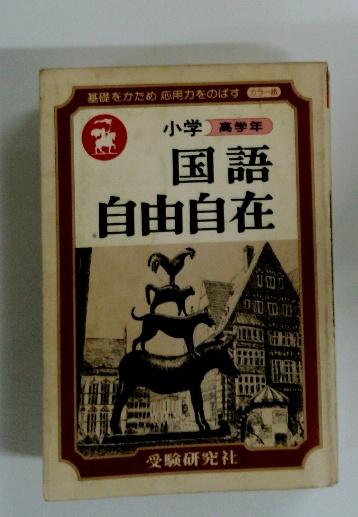 基礎をかため 応用力をのばす カラー版
小学 高学年
国語
自由自在
受験研究社